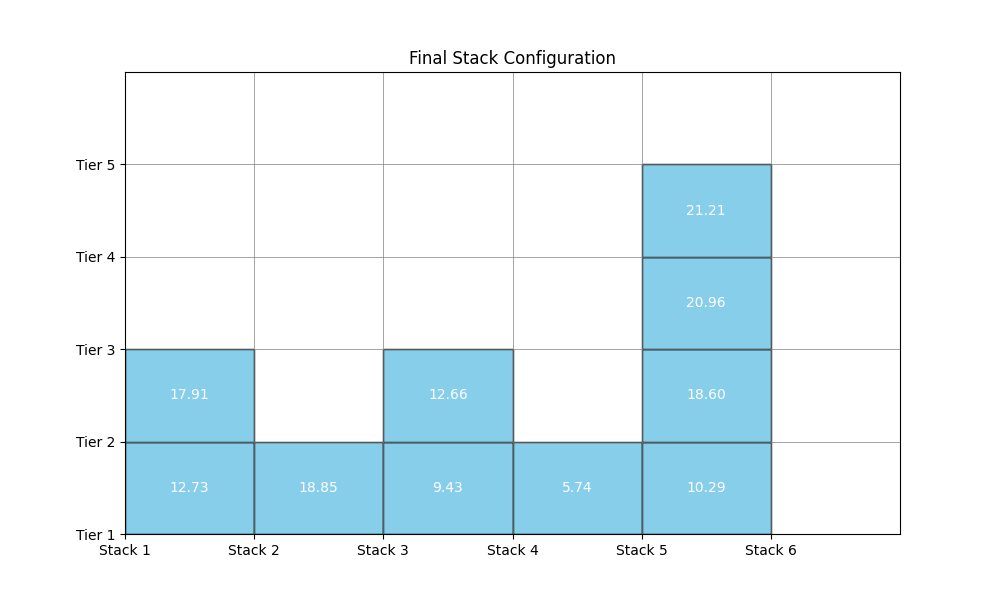 Final Stack Configuration
Tier 5
21.21
Tier 4
20.96
Tier 3
17.91 12.66 18.60
Tier 2
12.73 18.85 9.43 5.74 10.29
Tier 1
Stack 1 Stack 2 Stack 3 Stack 4 Stack 5 Stack 6